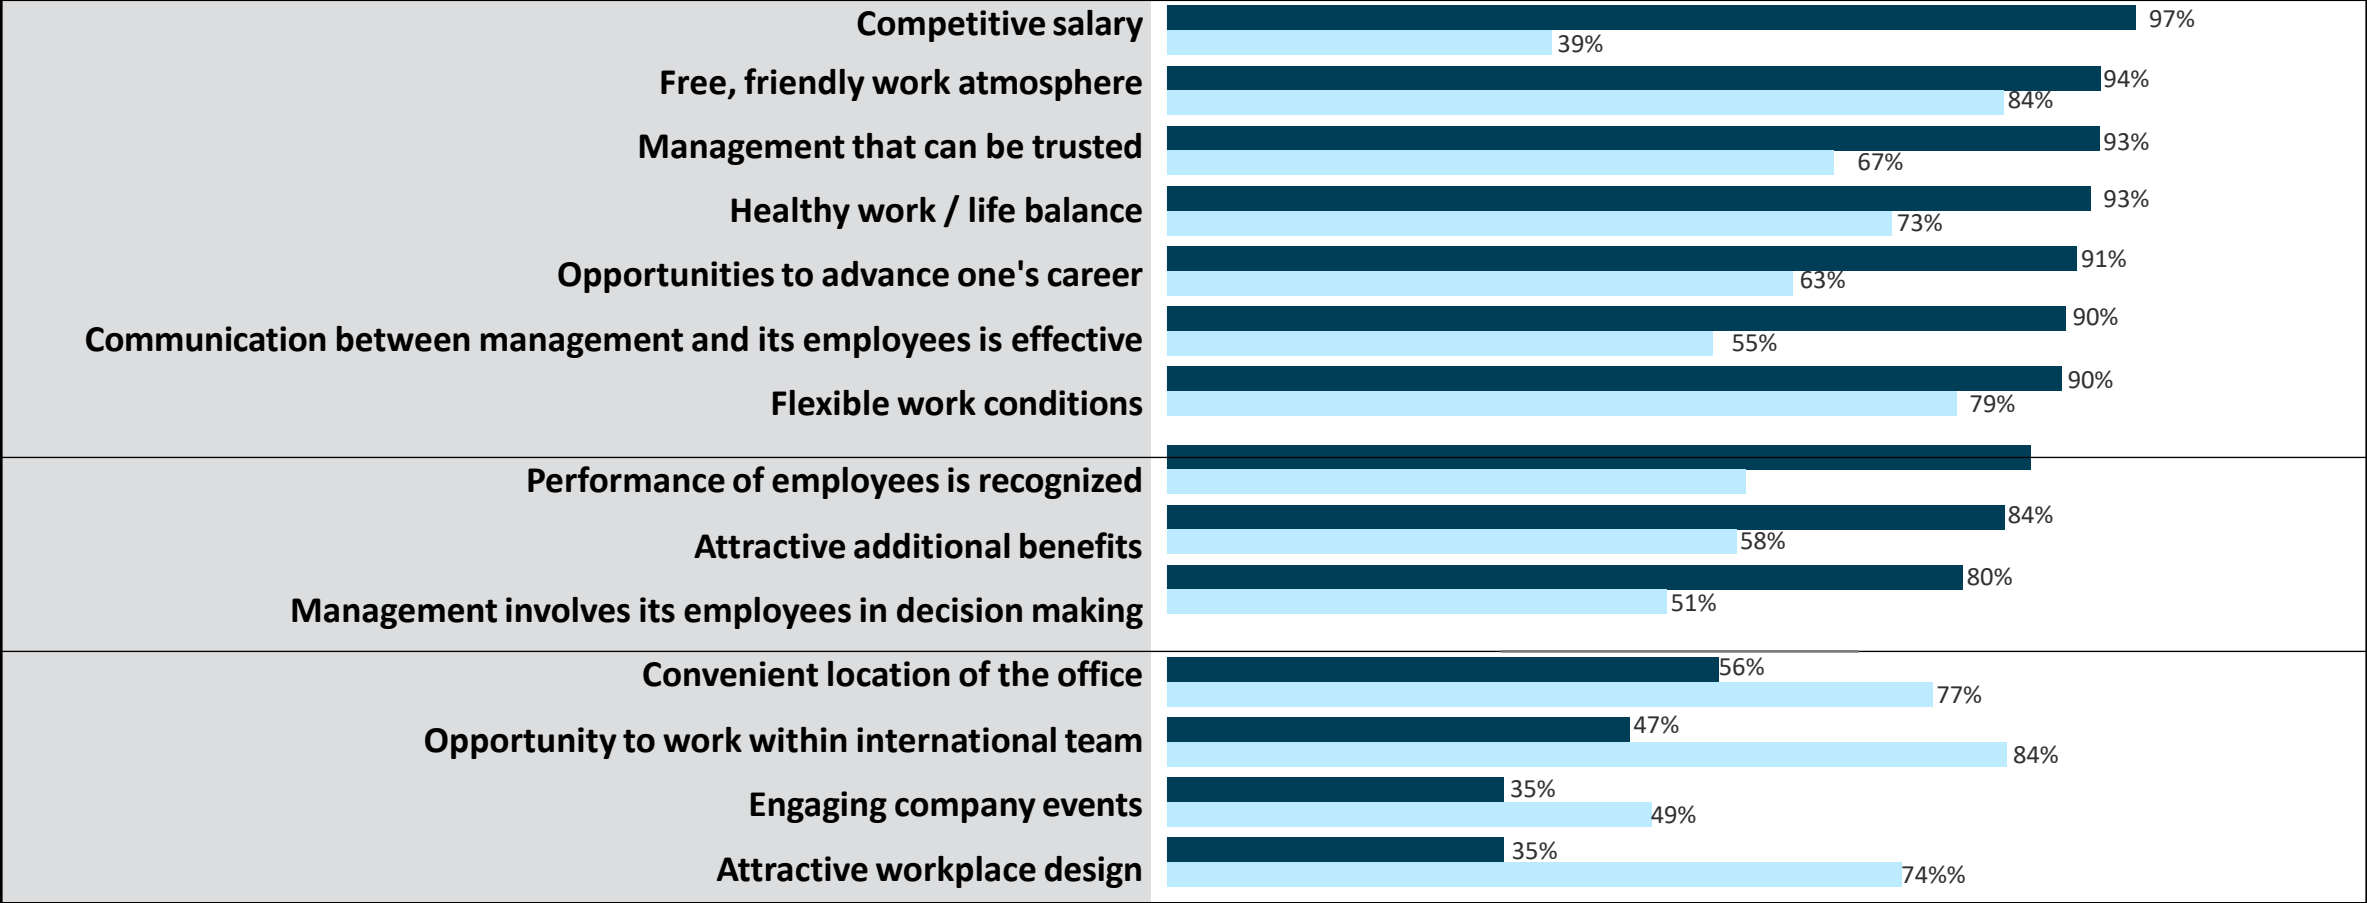 Competitive salary
97%
39%
Free, friendly work atmosphere
94%
84%
Management that can be trusted
93%
67%
Healthy work / life balance
93%
73%
Opportunities to advance one's career
91%
63%
Communication between management and its employees is effective
90%
55%
Flexible work conditions
90%
79%
Performance of employees is recognized
Attractive additional benefits
84%
58%
Management involves its employees in decision making
80%
51%
Convenient location of the office
56%
77%
Opportunity to work within international team
47%
84%
Engaging company events
35%
49%
Attractive workplace design
35%
74%%